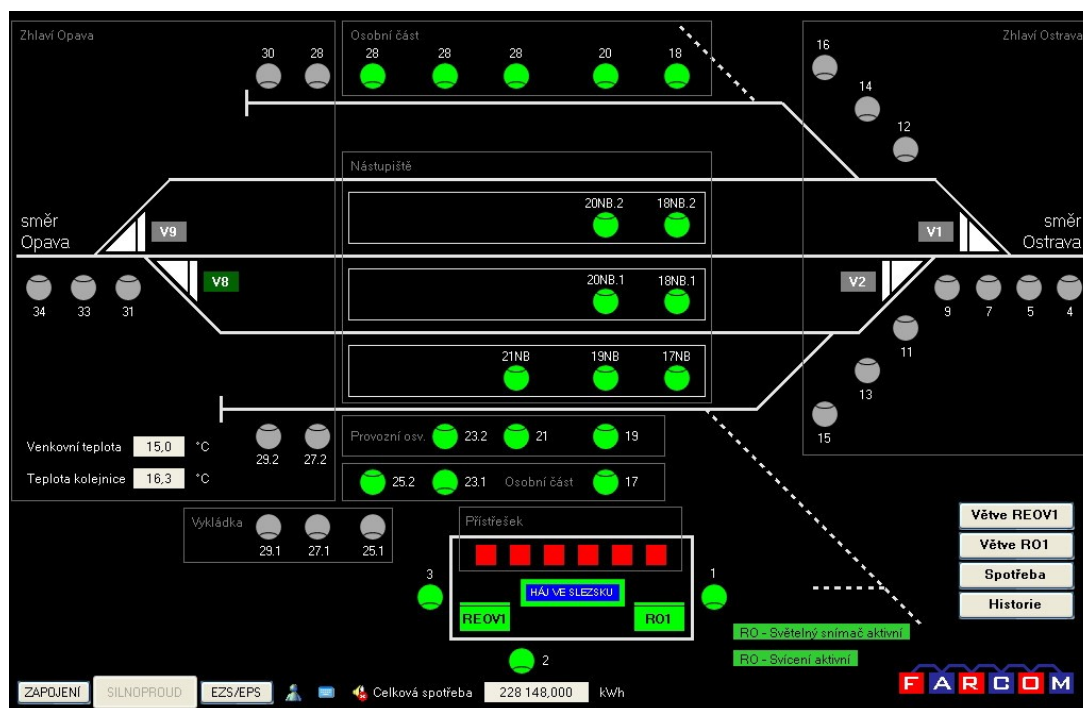 Zhlaví Opava
Osobní část
Zhlaví Ostrava
30 28 28 28 28 20 18
16
14
12
Nástupiště
20NB.2 18NB.2
směr
Opava
V9
V1
směr
Ostrava
V8
20NB.1 18NB.1
V2
34 33 31
9 7 5 4
11
21NB 19NB 17NB
13
15
Venkovní teplota 15,0 °C
29.2 27.2
Provozní osv. 23.2 21 19
Teplota kolejnice 16,3 °C
25.2 23.1 Osobní část 17
Vykládka
29.1 27.1 25.1
Přístřešek
3
HÁJ VE SLEZSKU
1
REOV1
RO1
2
Větve REOV1
Větve RO1
Spotřeba
Historie
RO - Světelný snímač aktivní
RO - Svícení aktivní
ZAPOJENÍ SILNOPROUD EZS/EPS Celková spotřeba 228 148,000 kWh
FARCOM